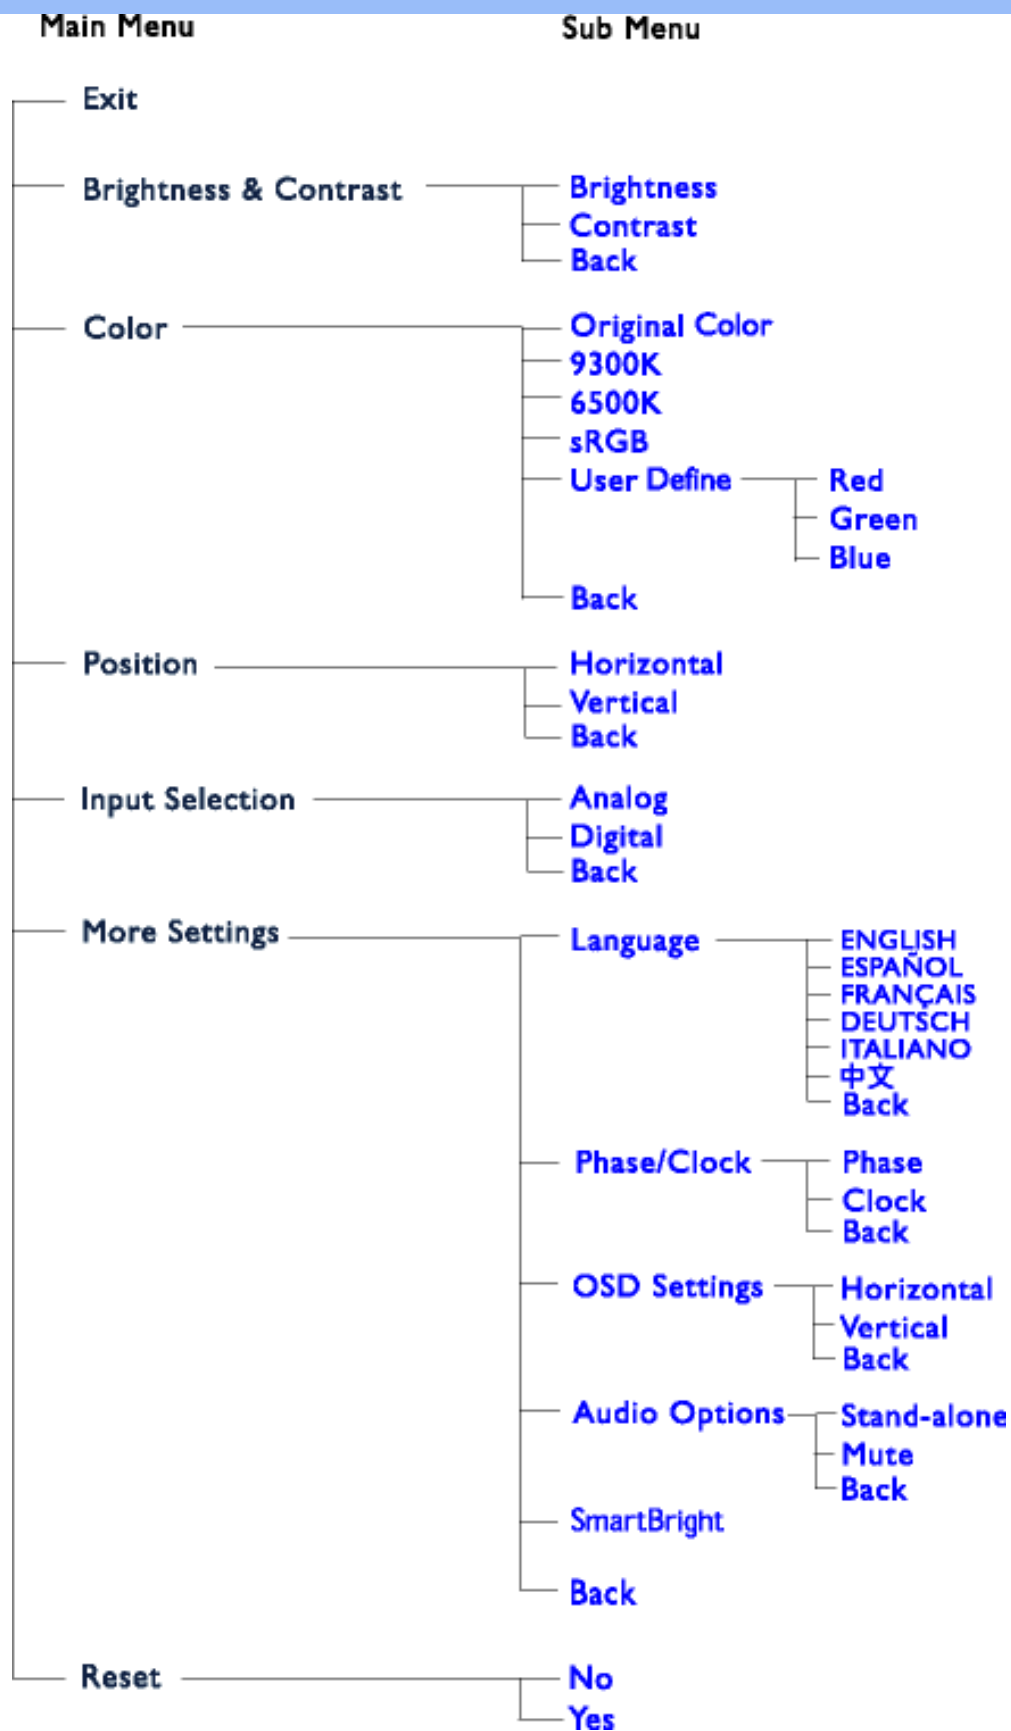 Main Menu Sub Menu
Exit
Brightness & Contrast Brightness
Contrast
Back
Color Original Color
9300K
6500K
sRGB
User Define Red
Green
Blue
Back
Position Horizontal
Vertical
Back
Input Selection Analog
Digital
Back
More Settings Language ENGLISH
ESPAÑOL
FRANÇAIS
DEUTSCH
ITALIANO
中文
Back
Phase/Clock Phase
Clock
Back
OSD Settings Horizontal
Vertical
Back
Audio Options Stand-alone
Mute
Back
SmartBright
Back
Reset No
Yes